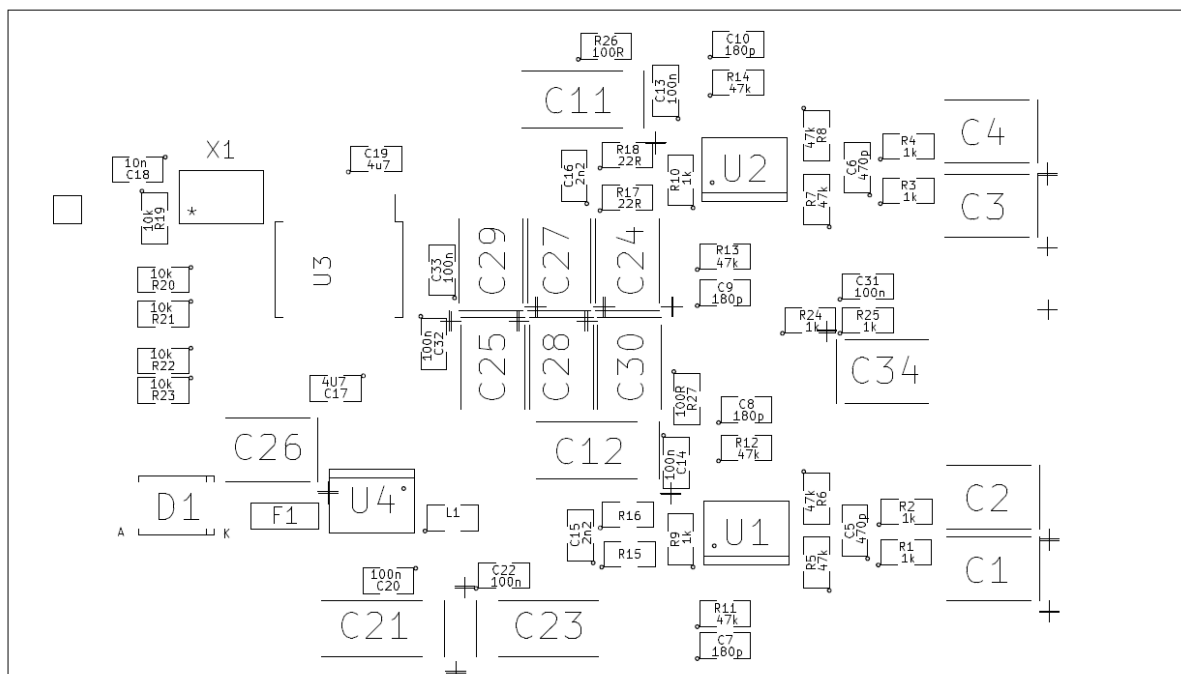 R26
100R
C10
180p
C11
C13
100n
R14
47k
X1
10n
C18
C19
4u7
C16
2n2
R18
22R
R10
1k
U2
47k
R8
C6
470p
R4
1k
C4
*
10k
R19
R17
22R
R7
47k
R3
1k
C3
U3
C33
100n
C29
C27
C24
R13
47k
10k
R20
C9
180p
C31
100n
10k
R21
R24
1k
R25
1k
100n
C32
C25
C28
C30
C34
10k
R22
10k
R23
4U7
C17
100R
R27
C8
180p
C26
C12
100n
C14
R12
47k
D1
A
K
F1
U4
L1
C15
2n2
R16
R15
R9
1k
U1
47k
R6
R5
47k
C5
470p
R2
1k
C2
R1
1k
C1
100n
C20
C22
100n
C21
C23
R11
47k
C7
180p